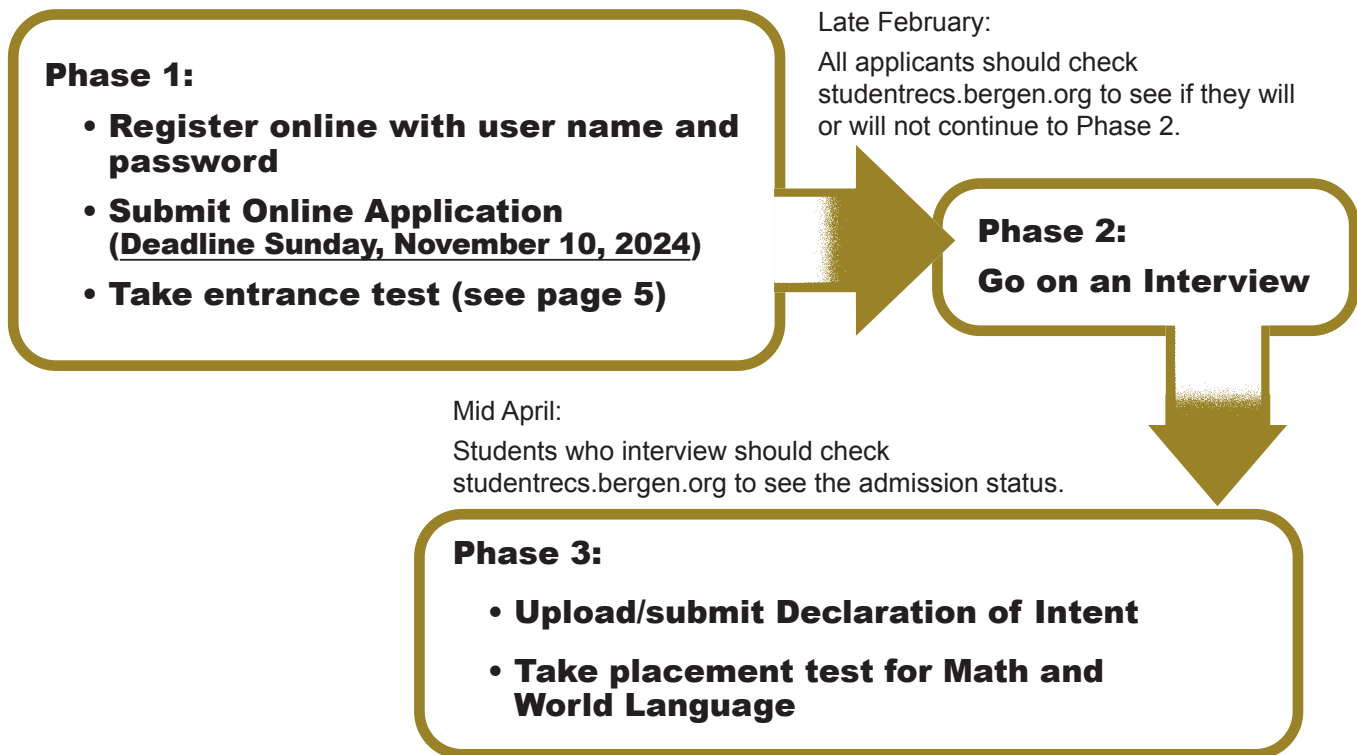 Phase 1:
• Register online with user name and
password
• Submit Online Application
(Deadline Sunday, November 10, 2024)
• Take entrance test (see page 5)
Late February:
All applicants should check
studentrecs.bergen.org to see if they will
or will not continue to Phase 2.
Phase 2:
Go on an Interview
Mid April:
Students who interview should check
studentrecs.bergen.org to see the admission status.
Phase 3:
• Upload/submit Declaration of Intent
• Take placement test for Math and
World Language